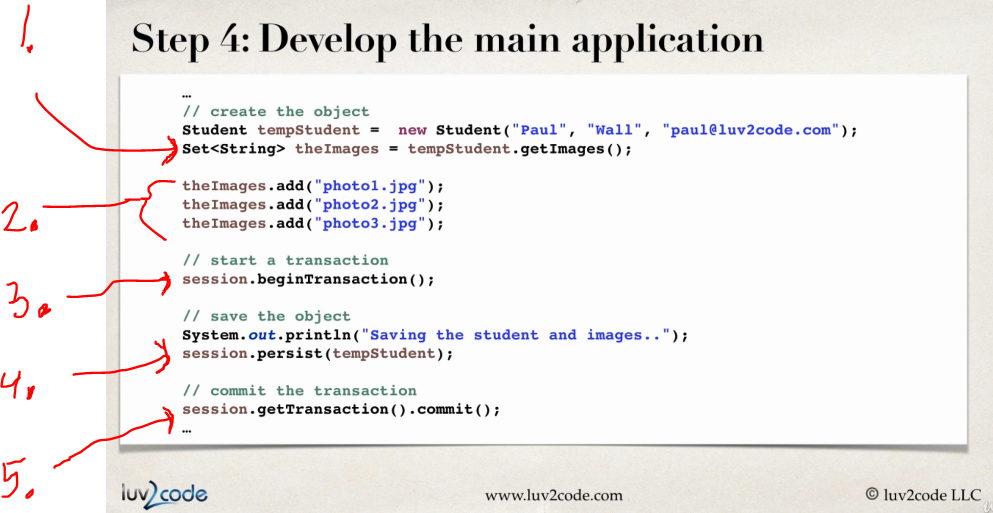 1.
Step 4: Develop the main application
…
// create the object
Student tempStudent =  new Student("Paul", "Wall", "paul@luv2code.com");
Set<String> theImages = tempStudent.getImages();
2.
theImages.add("photo1.jpg");
theImages.add("photo2.jpg");
theImages.add("photo3.jpg");
3.
// start a transaction
session.beginTransaction();
// save the object
System.out.println("Saving the student and images..");
4.
session.persist(tempStudent);
// commit the transaction
5.
session.getTransaction().commit();
…
luv2code
www.luv2code.com
© luv2code LLC